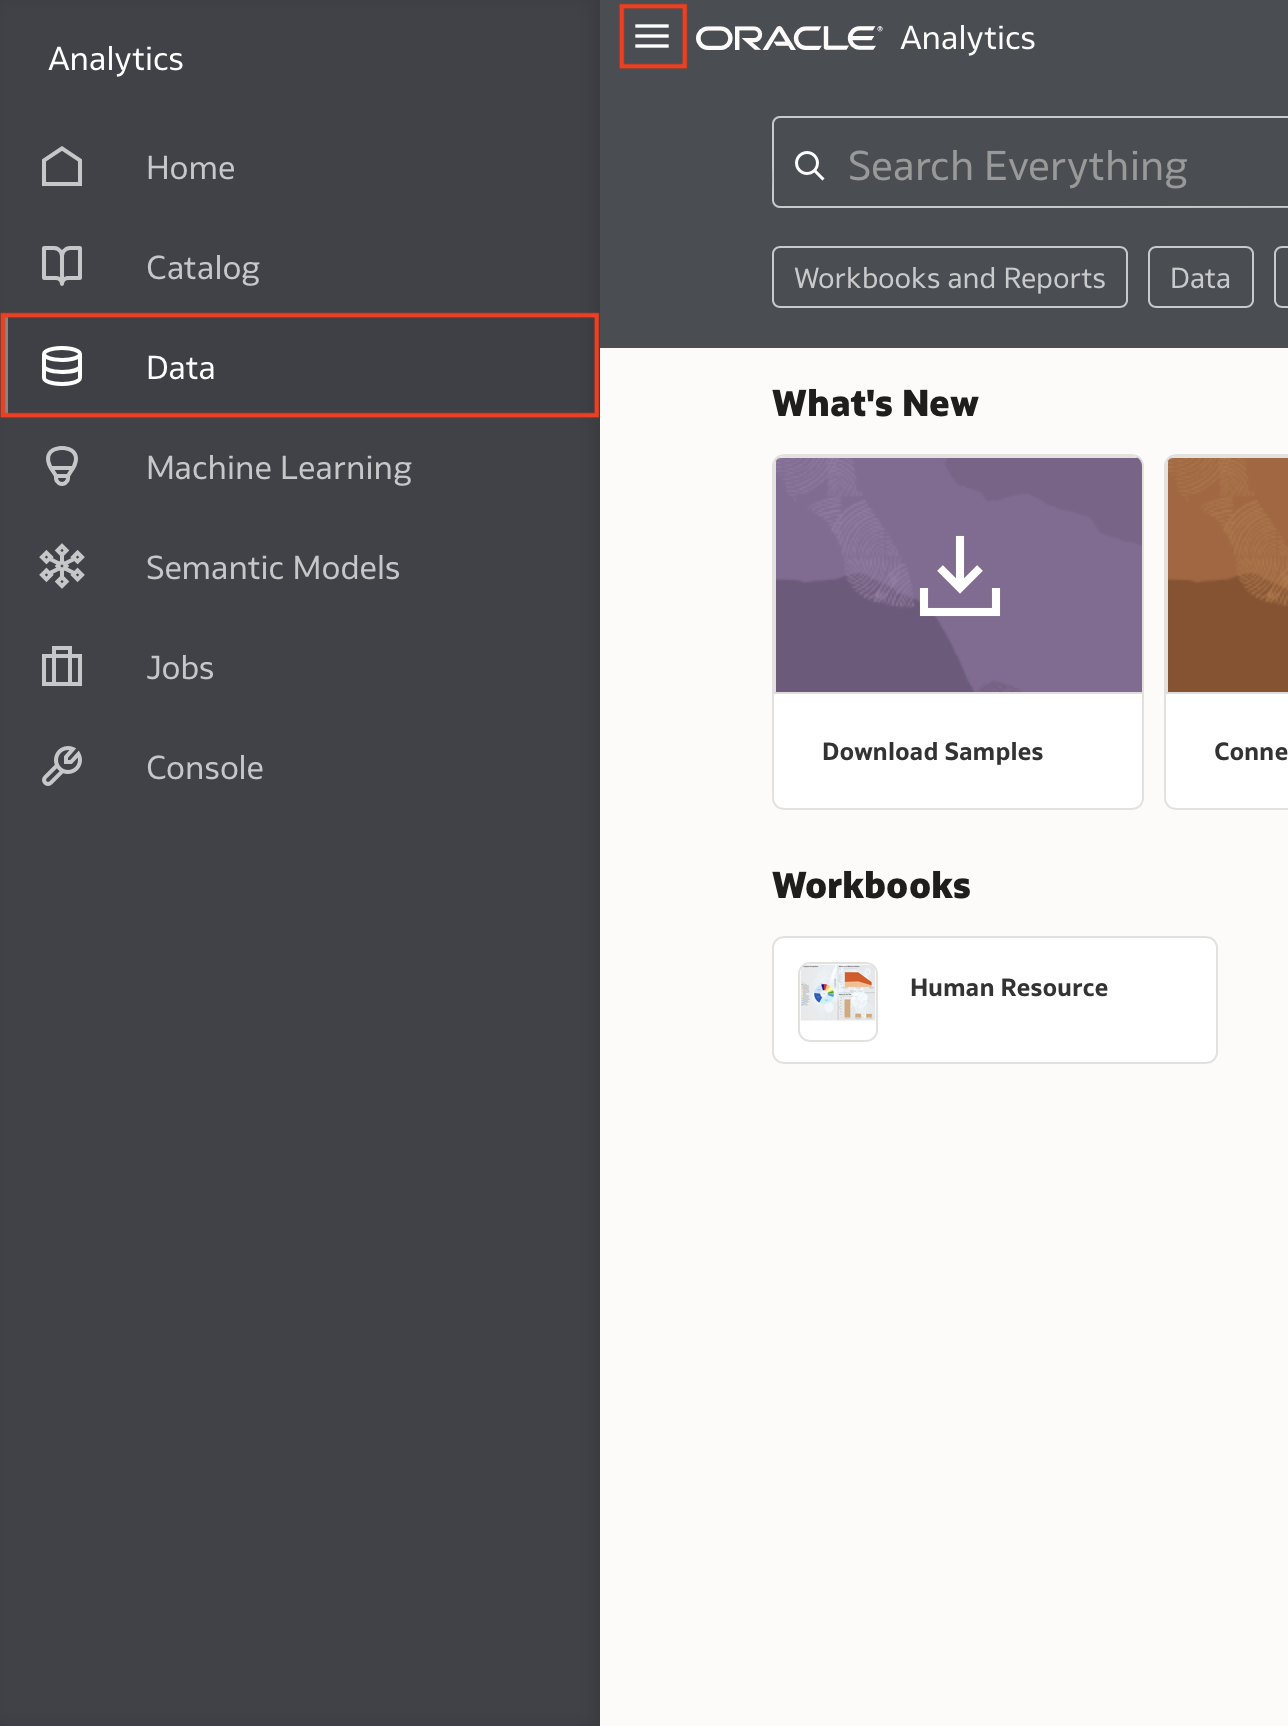 Analytics
Home
Catalog
Data
Machine Learning
Semantic Models
Jobs
Console
ORACLE® Analytics
Search Everything
Workbooks and Reports
Data
What's New
Download Samples
Conne
Workbooks
Human Resource